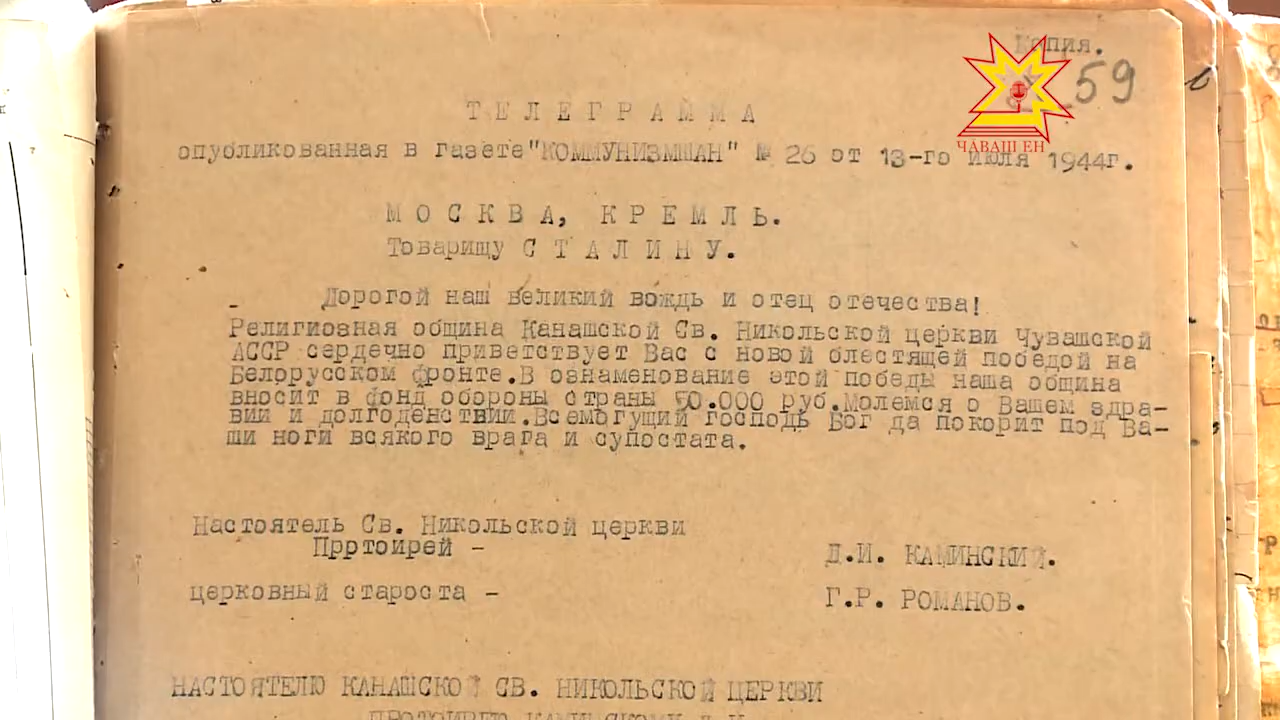 Копия.
59
ЧӐВАШ ЕН
ТЕЛЕГРАММА
опубликованная в газете "КОММУНИЗМШАН" № 26 от 13-го июля 1944г.
МОСКВА, КРЕМЛЬ.
Товарищу СТАЛИНУ.
Дорогой наш великий вождь и отец отечества!
Религиозная община Канашской Св. Никольской церкви Чувашской
АССР сердечно приветствует Вас с новой блестящей победой на
Белорусском фронте.В ознаменование этой победы наша община
вносит в фонд обороны страны 50.000 руб.Молемся о Вашем здра-
вии и долгоденствии.Всемогущий господь Бог да покорит под Ва-
ши ноги всякого врага и супостата.
Настоятель Св. Никольской церкви
Прртоирей - Д.И. КАМИНСКИЙ.
церковный староста - Г.Р. РОМАНОВ.
НАСТОЯТЕЛЮ КАНАШСКОЙ СВ. НИКОЛЬСКОЙ ЦЕРКВИ